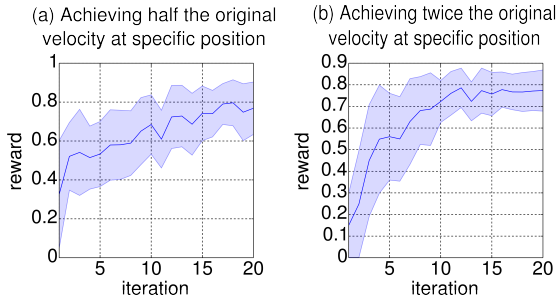 (a) Achieving half the original
velocity at specific position
1
0.8
0.6
0.4
0.2
0
reward
5 10 15 20
iteration
(b) Achieving twice the original
velocity at specific position
0.9
0.8
0.7
0.6
0.5
0.4
0.3
0.2
0.1
0
reward
5 10 15 20
iteration